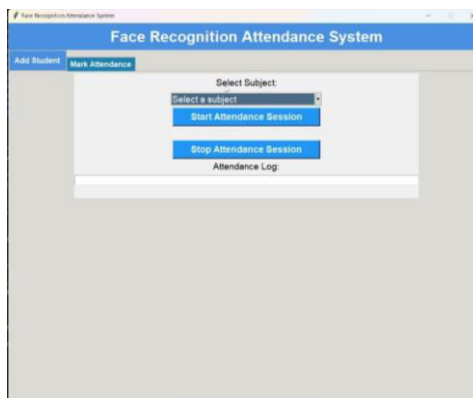 Face Recognition Attendance System
Face Recognition Attendance System
Add Student
Mark Attendance
Select Subject:
Select a subject
Start Attendance Session
Stop Attendance Session
Attendance Log: